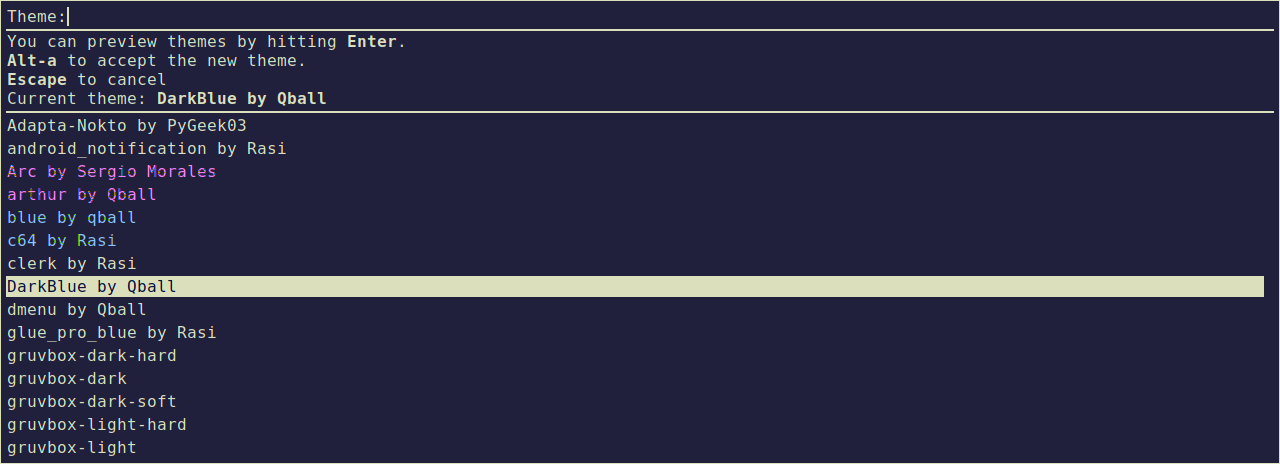 Theme:
You can preview themes by hitting Enter.
Alt-a to accept the new theme.
Escape to cancel
Current theme: DarkBlue by Qball
Adapta-Nokto by PyGeek03
android_notification by Rasi
Arc by Sergio Morales
arthur by Qball
blue by qball
c64 by Rasi
clerk by Rasi
DarkBlue by Qball
dmenu by Qball
glue_pro_blue by Rasi
gruvbox-dark-hard
gruvbox-dark
gruvbox-dark-soft
gruvbox-light-hard
gruvbox-light